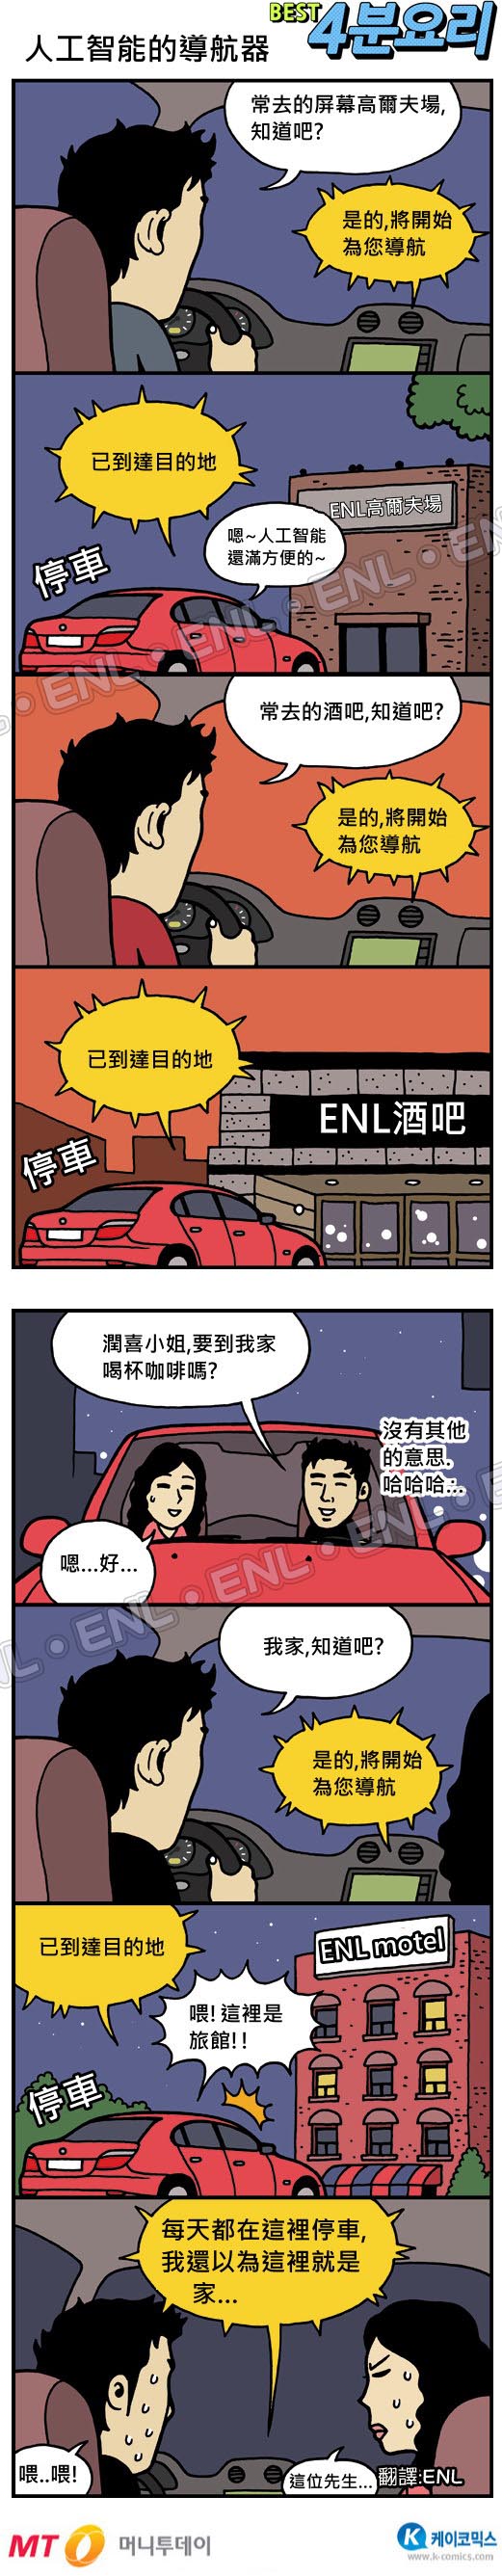 BEST
4분요리
人工智能的導航器
常去的屏幕高爾夫場,
知道吧?
是的,將開始
為您導航
已到達目的地
ENL高爾夫場
嗯~人工智能
還滿方便的~
停車
常去的酒吧,知道吧?
是的,將開始
為您導航
已到達目的地
ENL酒吧
停車
潤喜小姐,要到我家
喝杯咖啡嗎?
沒有其他
的意思.
哈哈哈...
嗯...好...
我家,知道吧?
是的,將開始
為您導航
已到達目的地
ENL motel
喂! 這裡是
旅館!!
停車
每天都在這裡停車,
我還以為這裡就是
家...
喂..喂!
這位先生...
翻譯:ENL
MT 머니투데이
K 케이코믹스
www.k-comics.com